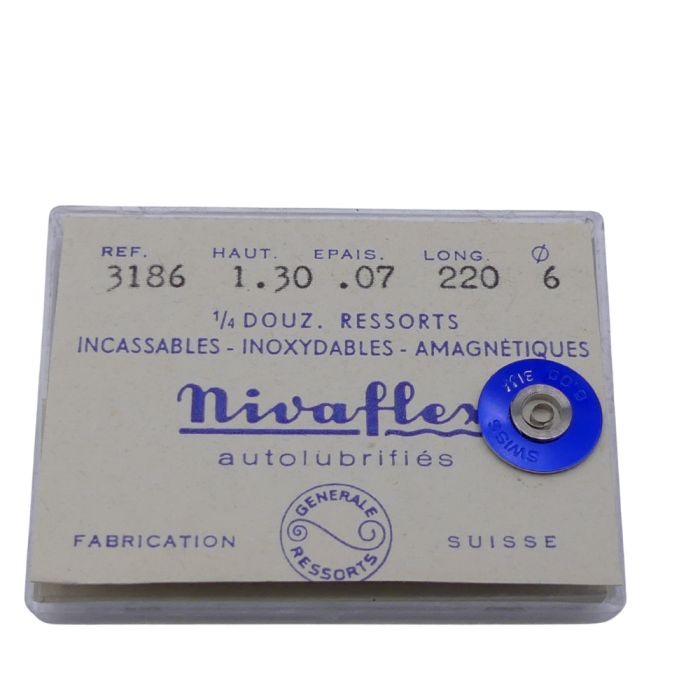 REF. HAUT. EPAIS. LONG. Ø
3186 1.30 .07 220 6
1/4 DOUZ. RESSORTS
INCASSABLES - INOXYDABLES - AMAGNÉTIQUES
Nivaflex
autolubrifiés
GENERALE
RESSORTS
FABRICATION SUISSE
SWISS